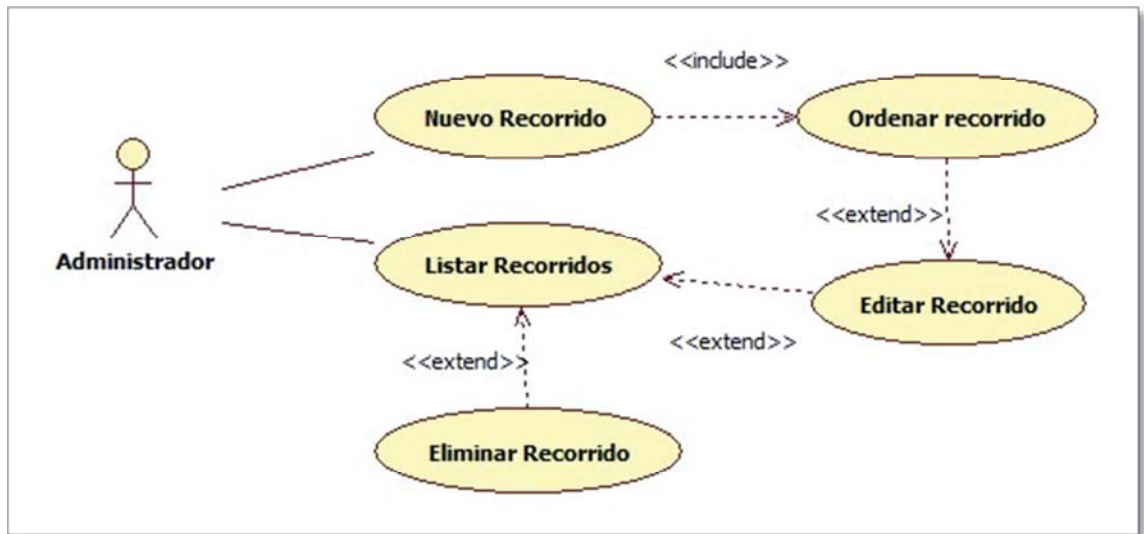 <<include>>
Nuevo Recorrido
Ordenar recorrido
<<extend>>
Administrador
Listar Recorridos
Editar Recorrido
<<extend>>
<<extend>>
Eliminar Recorrido